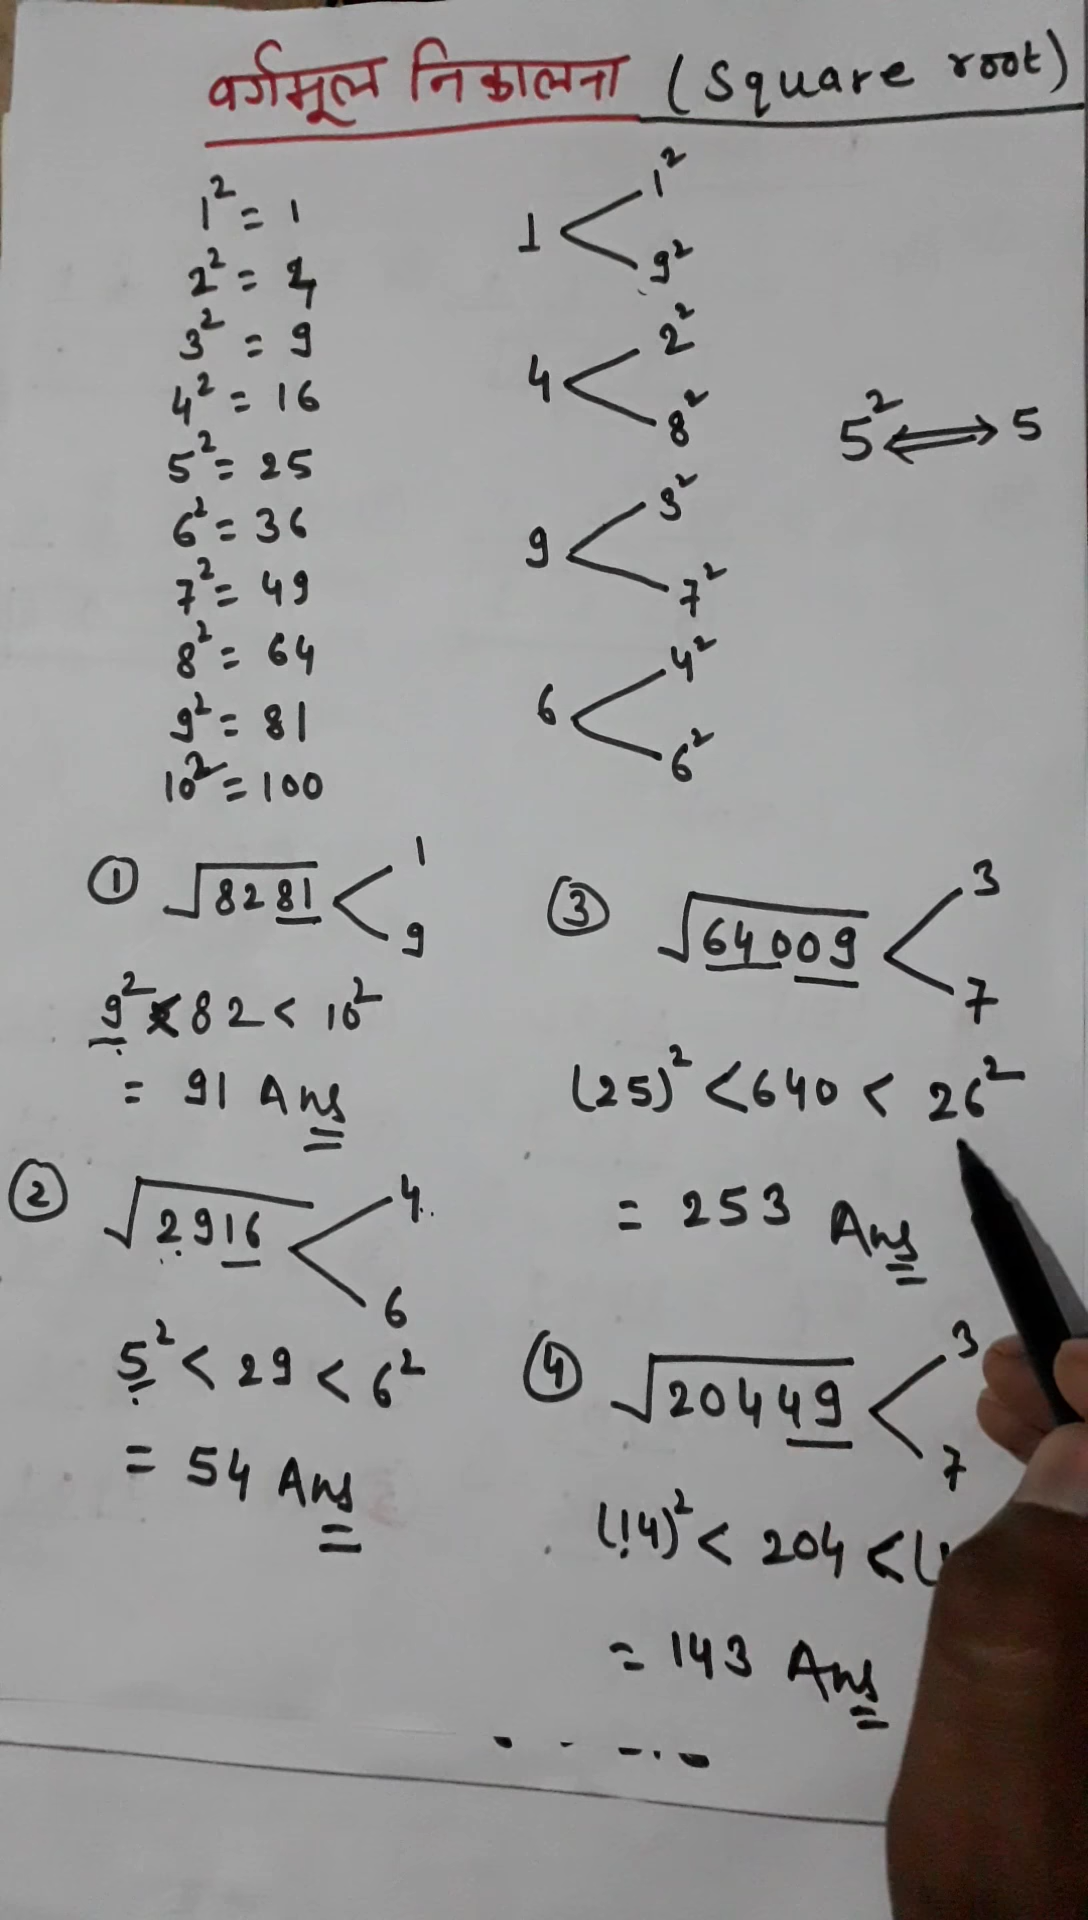 वर्गमूल निकालना (Square root)
1² = 1
2² = 4
3² = 9
4² = 16
5² = 25
6² = 36
7² = 49
8² = 64
9² = 81
10² = 100
1 < 1²
9²
4 < 2²
8²
9 < 3²
7²
6 < 4²
6²
5² ⟺ 5
① √8281 < 1
9
9² < 82 < 10²
= 91 Ans
② √2916 < 4
6
5² < 29 < 6²
= 54 Ans
③ √64009 < 3
7
(25)² < 640 < 26²
= 253 Ans
④ √20449 < 3
7
(14)² < 204 < (
= 143 Ans